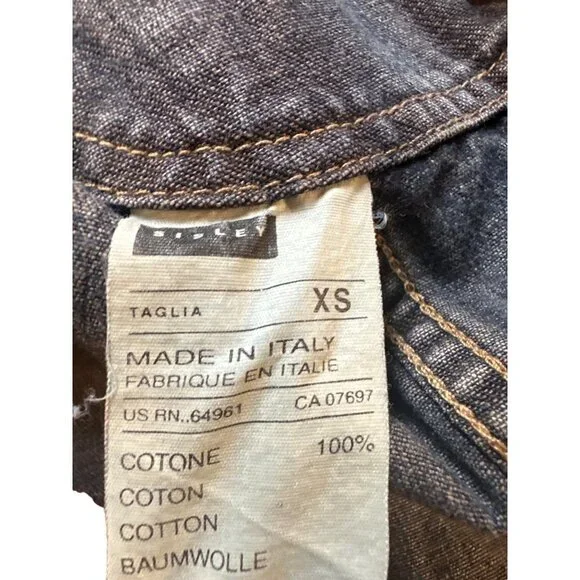 SISLEY
TAGLIA XS
MADE IN ITALY
FABRIQUE EN ITALIE
US RN..64961 CA 07697
COTONE 100%
COTON
COTTON
BAUMWOLLE